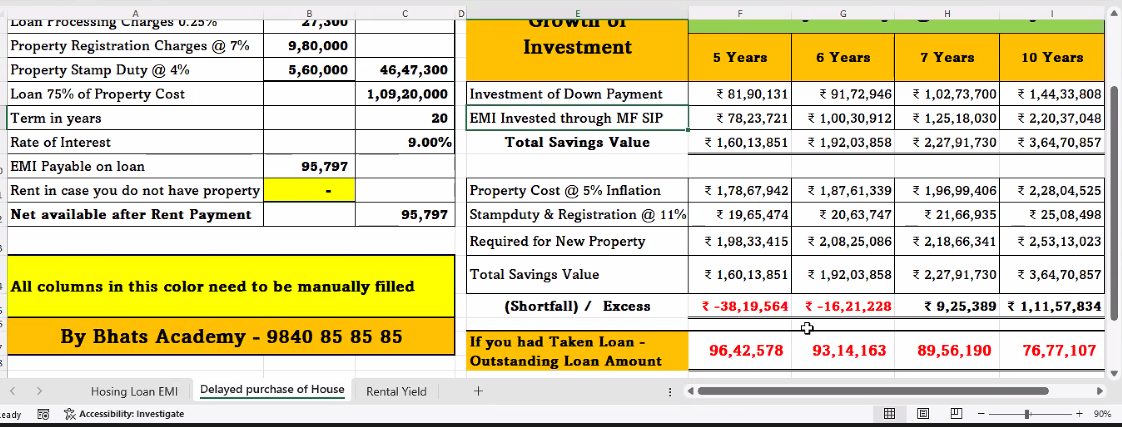 A B C D E F G H I
Loan Processing Charges 0.25% 27,300
Property Registration Charges @ 7% 9,80,000
Property Stamp Duty @ 4% 5,60,000 46,47,300
Loan 75% of Property Cost 1,09,20,000
Term in years 20
Rate of Interest 9.00%
EMI Payable on loan 95,797
Rent in case you do not have property -
Net available after Rent Payment 95,797
All columns in this color need to be manually filled
By Bhats Academy - 9840 85 85 85
Growth of
Investment
5 Years 6 Years 7 Years 10 Years
Investment of Down Payment ₹ 81,90,131 ₹ 91,72,946 ₹ 1,02,73,700 ₹ 1,44,33,808
EMI Invested through MF SIP ₹ 78,23,721 ₹ 1,00,30,912 ₹ 1,25,18,030 ₹ 2,20,37,048
Total Savings Value ₹ 1,60,13,851 ₹ 1,92,03,858 ₹ 2,27,91,730 ₹ 3,64,70,857
Property Cost @ 5% Inflation ₹ 1,78,67,942 ₹ 1,87,61,339 ₹ 1,96,99,406 ₹ 2,28,04,525
Stampduty & Registration @ 11% ₹ 19,65,474 ₹ 20,63,747 ₹ 21,66,935 ₹ 25,08,498
Required for New Property ₹ 1,98,33,415 ₹ 2,08,25,086 ₹ 2,18,66,341 ₹ 2,53,13,023
Total Savings Value ₹ 1,60,13,851 ₹ 1,92,03,858 ₹ 2,27,91,730 ₹ 3,64,70,857
(Shortfall) / Excess ₹ -38,19,564 ₹ -16,21,228 ₹ 9,25,389 ₹ 1,11,57,834
If you had Taken Loan -
Outstanding Loan Amount 96,42,578 93,14,163 89,56,190 76,77,107
Hosing Loan EMI Delayed purchase of House Rental Yield
Accessibility: Investigate 90%